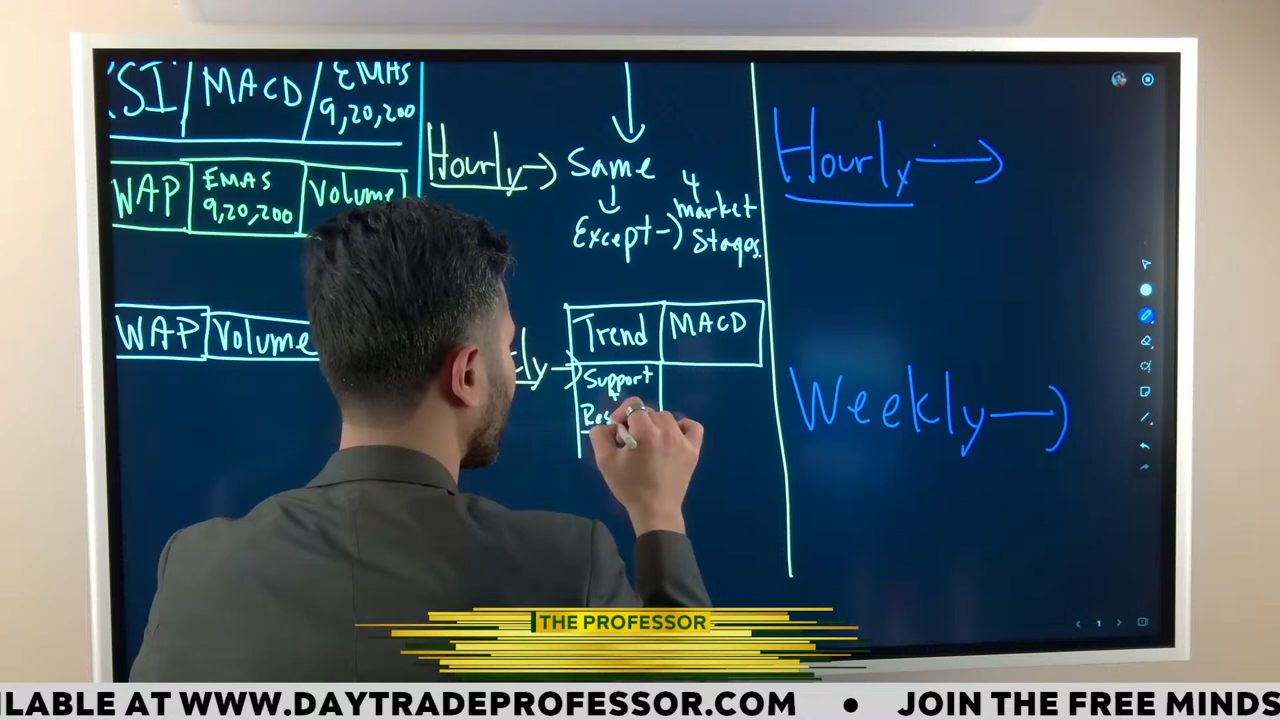 SI MACD EMAS
9,20,200
WAP EMAS Volume
9,20,200
WAP Volume
Hourly → Same
↓
Except → 4 market Stages.
Trend MACD
Support
Hourly →
Weekly →
THE PROFESSOR
ILABLE AT WWW.DAYTRADEPROFESSOR.COM • JOIN THE FREE MINDS